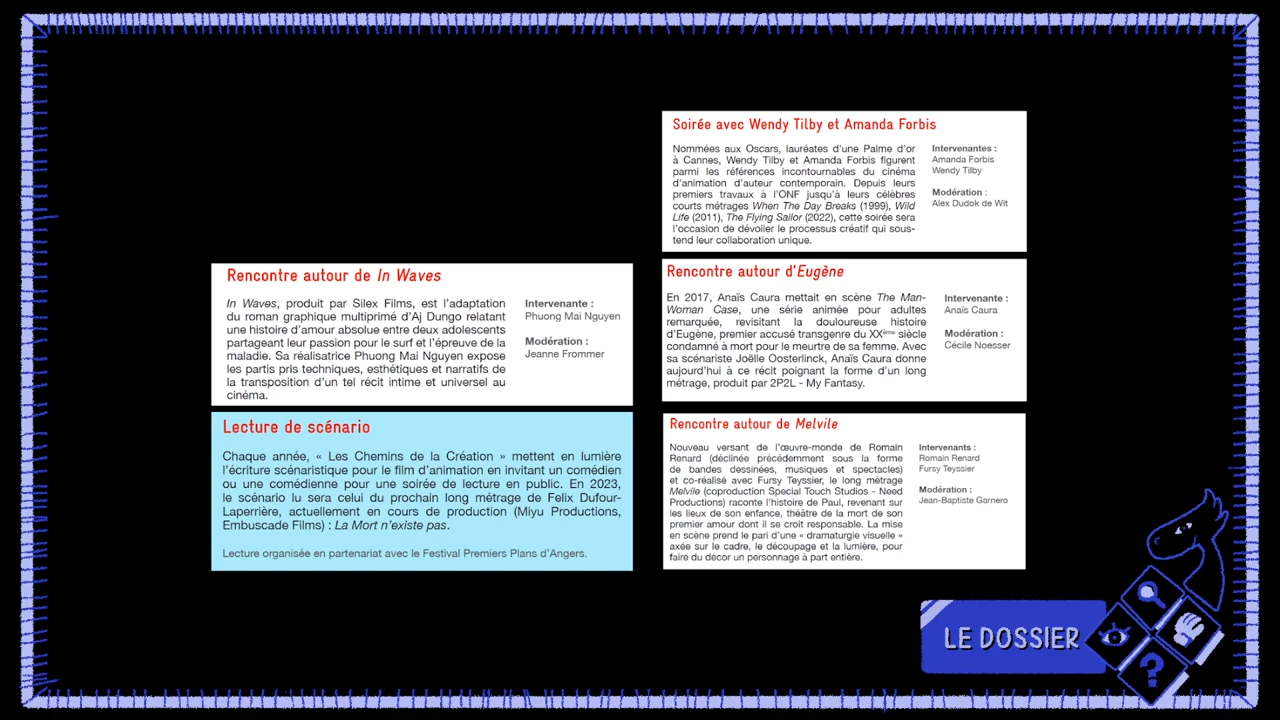 Soirée avec Wendy Tilby et Amanda Forbis
Nommées aux Oscars, lauréates d'une Palme d'or
à Cannes, Wendy Tilby et Amanda Forbis figurent
parmi les références incontournables du cinéma
d'animation d'auteur contemporain. Depuis leurs
premiers travaux à l'ONF jusqu'à leurs célèbres
courts métrages When The Day Breaks (1999), Wild
Life (2011), The Flying Sailor (2022), cette soirée sera
l'occasion de dévoiler le processus créatif qui sous-
tend leur collaboration unique.
Intervenantes :
Amanda Forbis
Wendy Tilby
Modération :
Alex Dudok de Wit
Rencontre autour de In Waves
In Waves, produit par Silex Films, est l'adaptation
du roman graphique multiprimé d'Aj Dungo relatant
une histoire d'amour absolue entre deux adolescents
partageant leur passion pour le surf et l'épreuve de la
maladie. Sa réalisatrice Phuong Mai Nguyen expose
les partis pris techniques, esthétiques et narratifs de
la transposition d'un tel récit intime et universel au
cinéma.
Intervenante :
Phuong Mai Nguyen
Modération :
Jeanne Frommer
Rencontre autour d'Eugène
En 2017, Anaïs Caura mettait en scène The Man-
Woman Case, une série animée pour adultes
remarquée, revisitant la douloureuse histoire
d'Eugène, premier accusé transgenre du XXème siècle
condamné à mort pour le meurtre de sa femme. Avec
sa scénariste Joëlle Oosterlinck, Anaïs Caura donne
aujourd'hui à ce récit poignant la forme d'un long
métrage, produit par 2P2L - My Fantasy.
Intervenante :
Anaïs Caura
Modération :
Cécile Noesser
Lecture de scénario
Chaque année, « Les Chemins de la Création » mettent en lumière
l'écriture scénaristique pour le film d'animation en invitant un comédien
ou une comédienne pour une soirée de lecture en public. En 2023,
le scénario lu sera celui du prochain long métrage de Felix Dufour-
Laperrière, actuellement en cours de production (Miyu Productions,
Embuscade Films) : La Mort n'existe pas.
Lecture organisée en partenariat avec le Festival Premiers Plans d'Angers.
Rencontre autour de Melvile
Nouveau versant de l'œuvre-monde de Romain
Renard (déclinée précédemment sous la forme
de bandes dessinées, musiques et spectacles)
et co-réalisé avec Fursy Teyssier, le long métrage
Melvile (coproduction Special Touch Studios - Need
Productions) raconte l'histoire de Paul, revenant sur
les lieux de son enfance, théâtre de la mort de son
premier amour dont il se croit responsable. La mise
en scène prend le pari d'une « dramaturgie visuelle »
axée sur le cadre, le découpage et la lumière, pour
faire du décor un personnage à part entière.
Intervenants :
Romain Renard
Fursy Teyssier
Modération :
Jean-Baptiste Garnero
LE DOSSIER
?